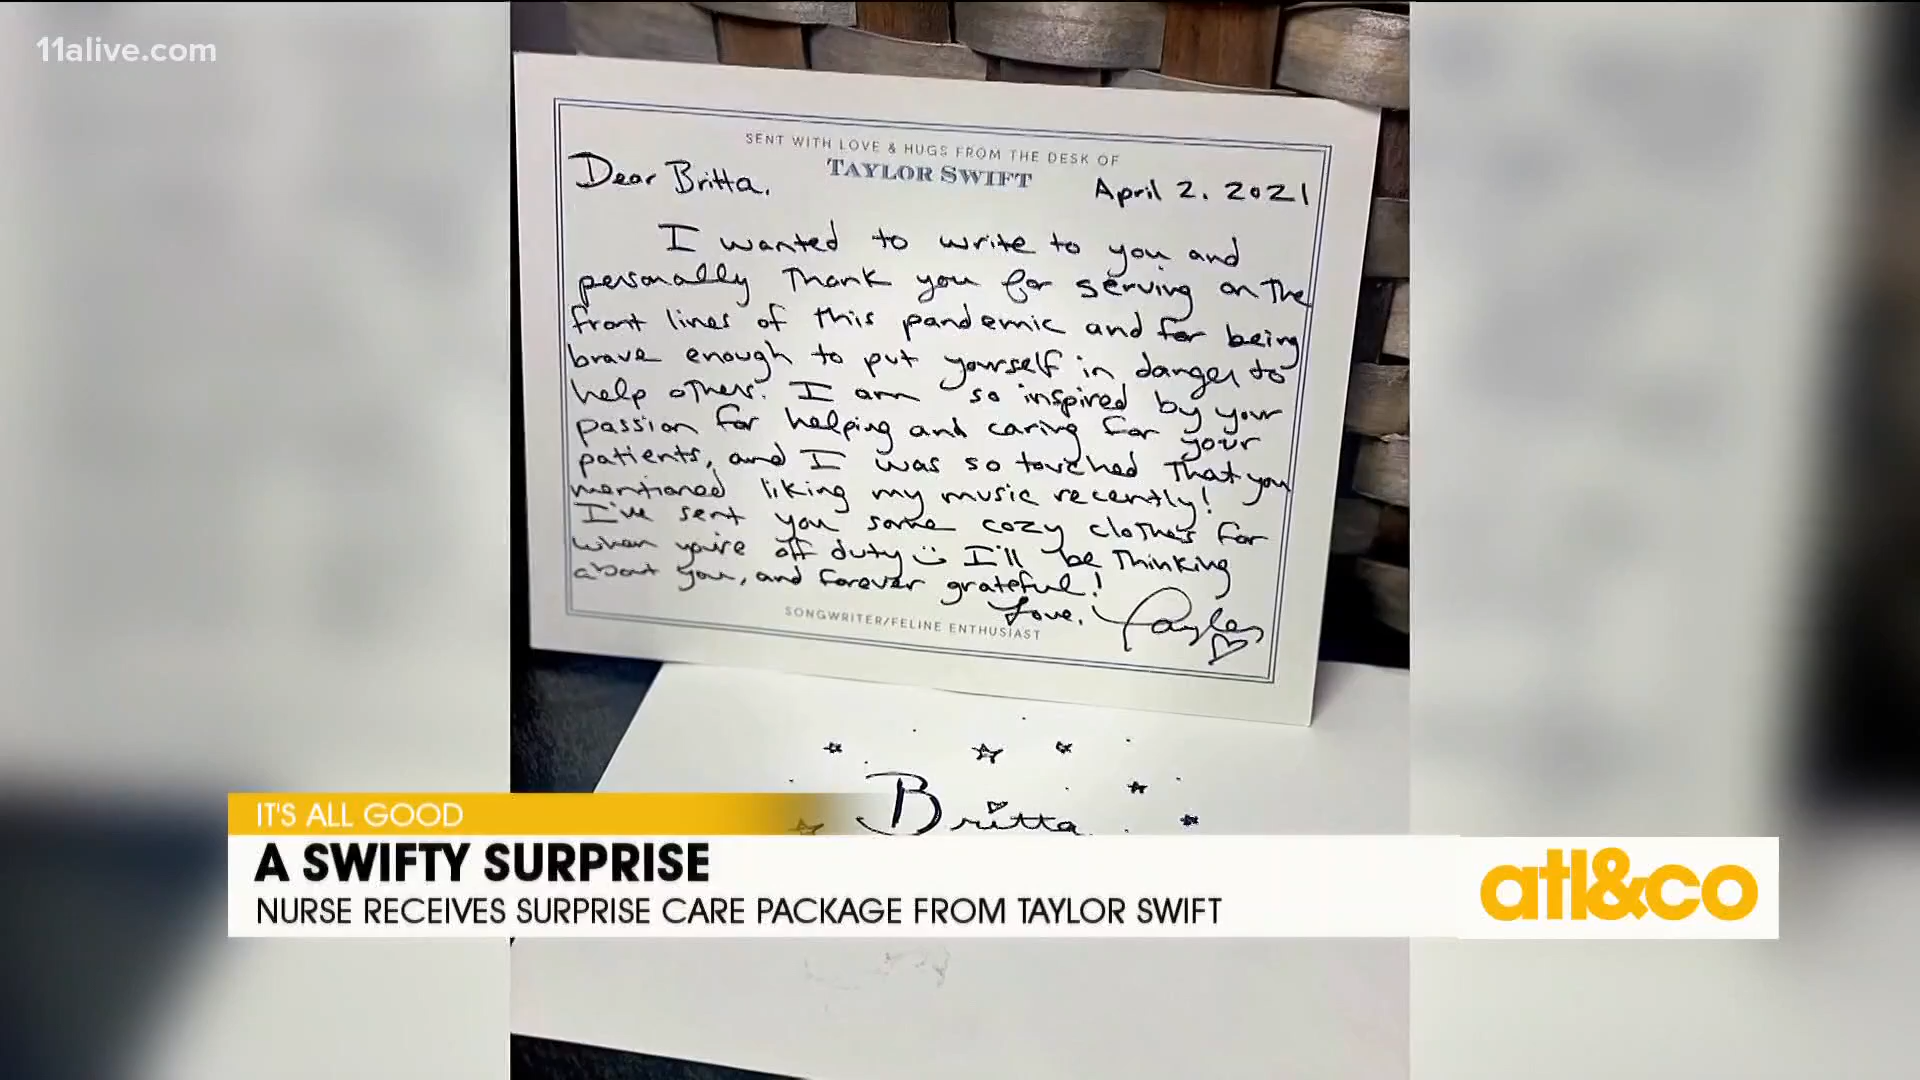 11alive.com
SENT WITH LOVE & HUGS FROM THE DESK OF
TAYLOR SWIFT
Dear Britta,
April 2, 2021
I wanted to write to you and
personally thank you for serving on the
front lines of this pandemic and for being
brave enough to put yourself in danger to
help others. I am so inspired by your
passion for helping and caring for your
patients, and I was so touched that you
mentioned liking my music recently!
I've sent you some cozy clothes for
when you're off duty I'll be thinking
about you, and forever grateful!
Love,
Taylor
SONGWRITER/FELINE ENTHUSIAST
Britta
IT'S ALL GOOD
A SWIFTY SURPRISE
NURSE RECEIVES SURPRISE CARE PACKAGE FROM TAYLOR SWIFT
atl&co